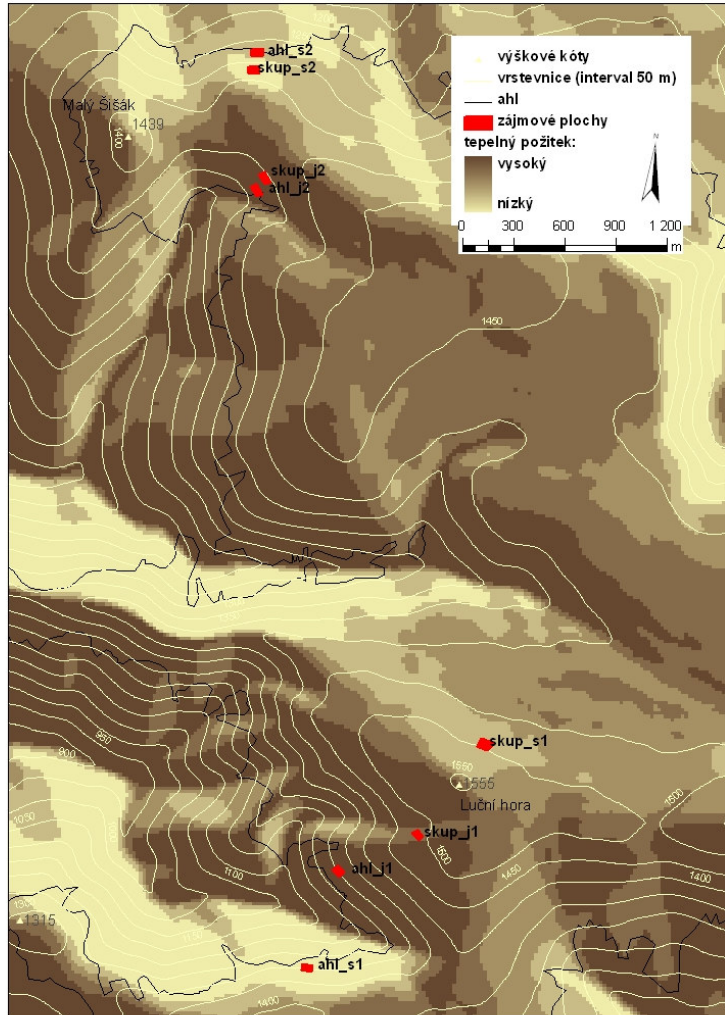 ahl_s2
skup_s2
Malý Šišák
1400
1439
skup_j2
ahl_j2
výškové kóty
vrstevnice (interval 50 m)
ahl
zájmové plochy
tepelný požitek:
vysoký
nízký
N
0 300 600 900 1 200
m
1450
skup_s1
1550
1555
Luční hora
950
900
1050
skup_j1
1500
1500
1450
1400
ahl_j1
1100
1315
ahl_s1
1400